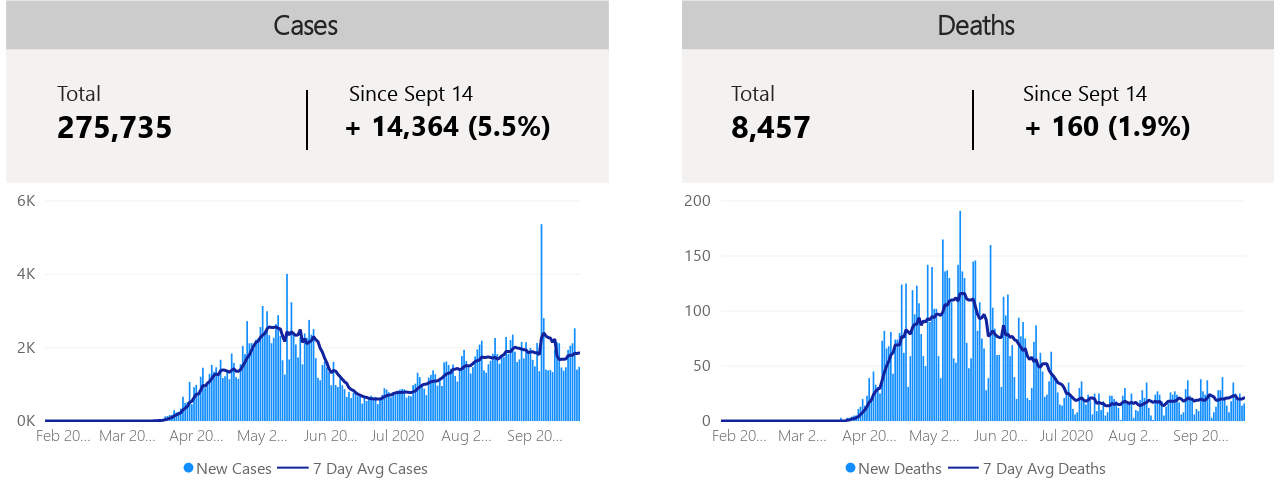 Cases
Total
275,735
Since Sept 14
+ 14,364 (5.5%)
6K
4K
2K
0K
Feb 20... Mar 20... Apr 20... May 2... Jun 20... Jul 2020 Aug 2... Sep 20...
New Cases 7 Day Avg Cases
Deaths
Total
8,457
Since Sept 14
+ 160 (1.9%)
200
150
100
50
0
Feb 20... Mar 2... Apr 20... May 2... Jun 20... Jul 2020 Aug 2... Sep 20...
New Deaths 7 Day Avg Deaths